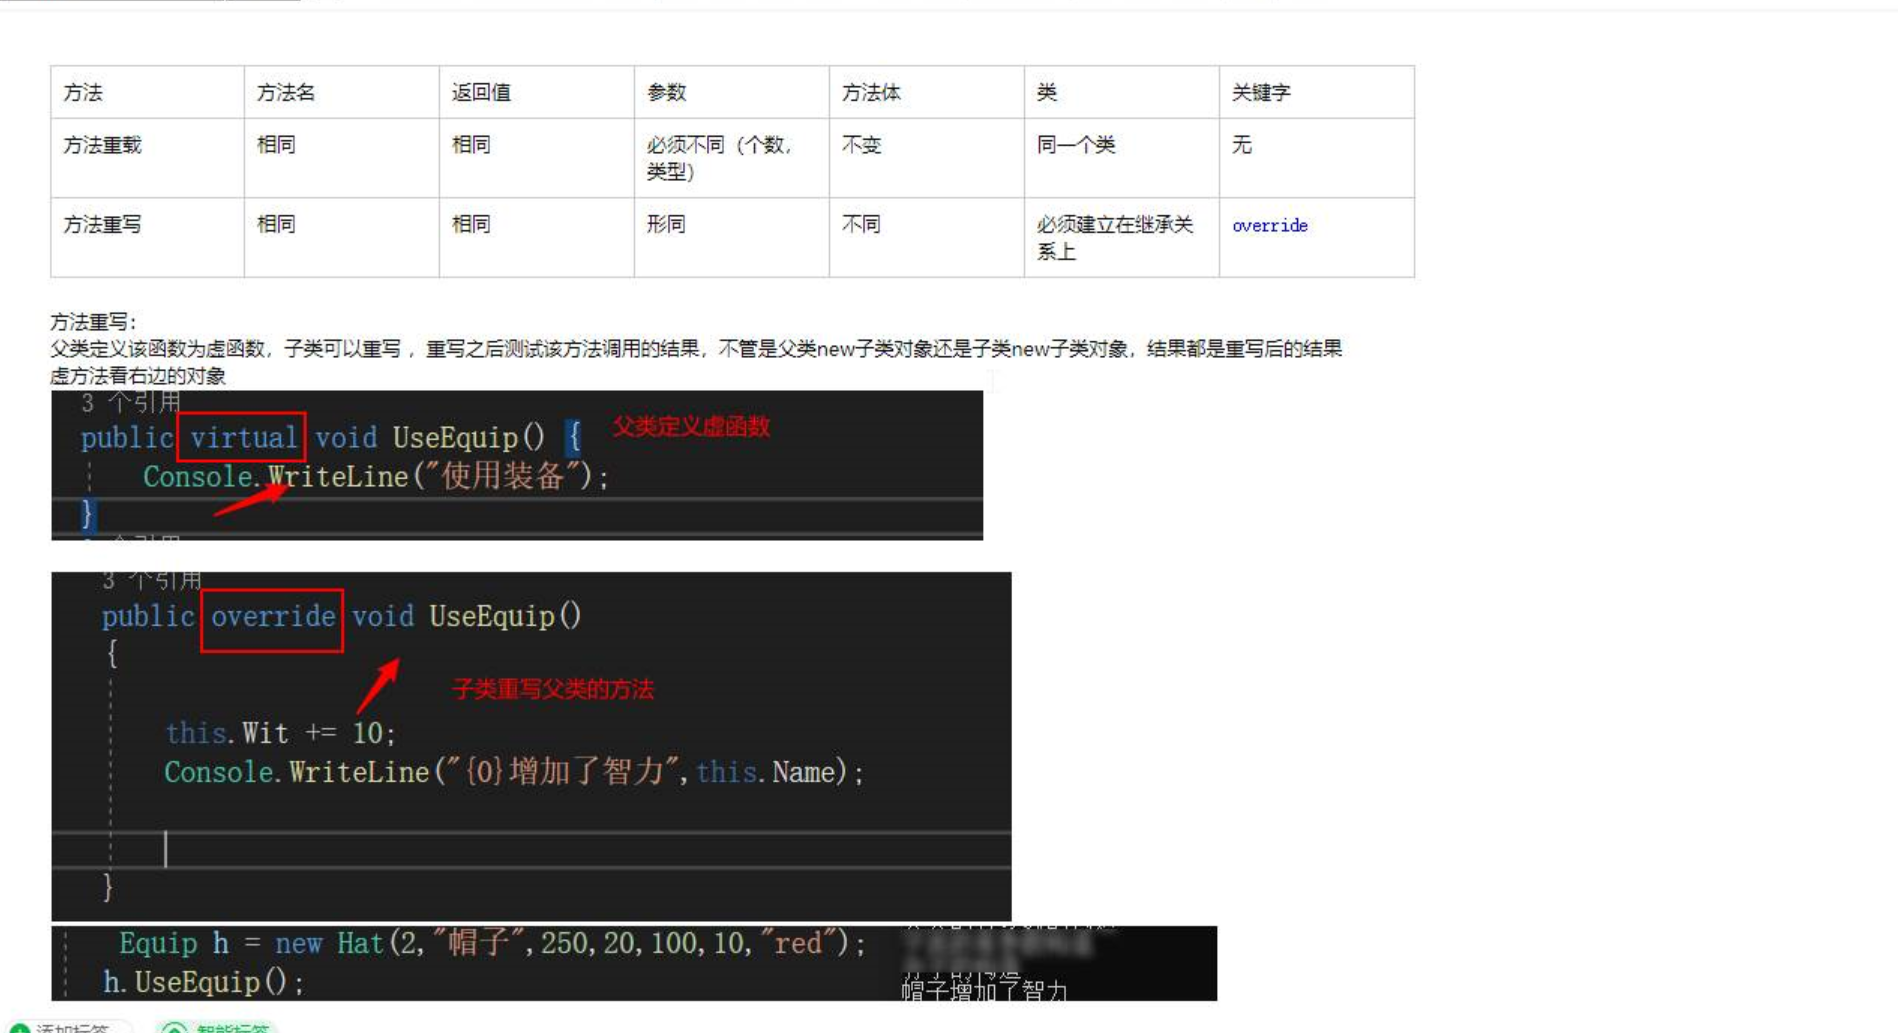 方法 方法名 返回值 参数 方法体 类 关键字
方法重载 相同 相同 必须不同（个数，类型） 不变 同一个类 无
方法重写 相同 相同 形同 不同 必须建立在继承关系上 override
方法重写：
父类定义该函数为虚函数，子类可以重写，重写之后测试该方法调用的结果，不管是父类new子类对象还是子类new子类对象，结果都是重写后的结果
虚方法看右边的对象
3 个引用
public virtual void UseEquip() { 父类定义虚函数
Console.WriteLine("使用装备");
}
个引用
3 个引用
public override void UseEquip()
{
子类重写父类的方法
this.Wit += 10;
Console.WriteLine("{0}增加了智力",this.Name);
}
Equip h = new Hat(2,"帽子",250,20,100,10,"red");
h.UseEquip();
帽子增加了智力
添加标签 智能标签